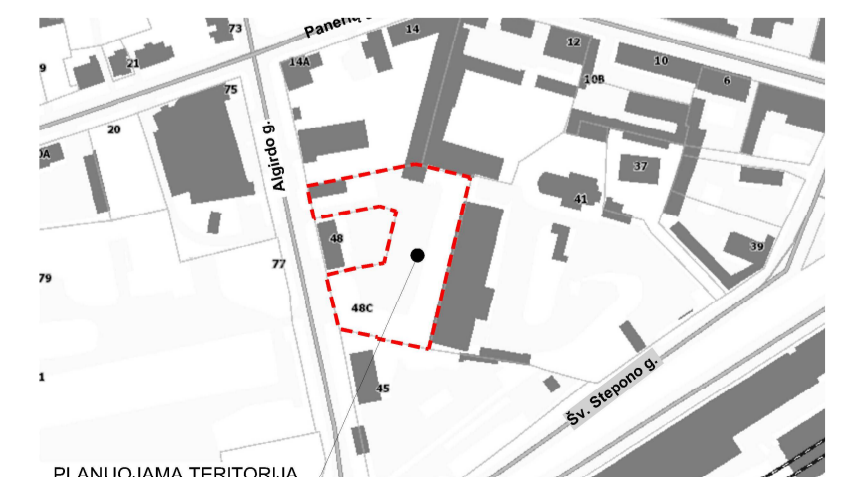 73
Panerių g.
14
12
10
10B
6
14A
9
21
75
20
Algirdo g.
37
41
48
39
77
79
48C
1
45
Šv. Stepono g.
PLANUOJAMA TERITORIJA